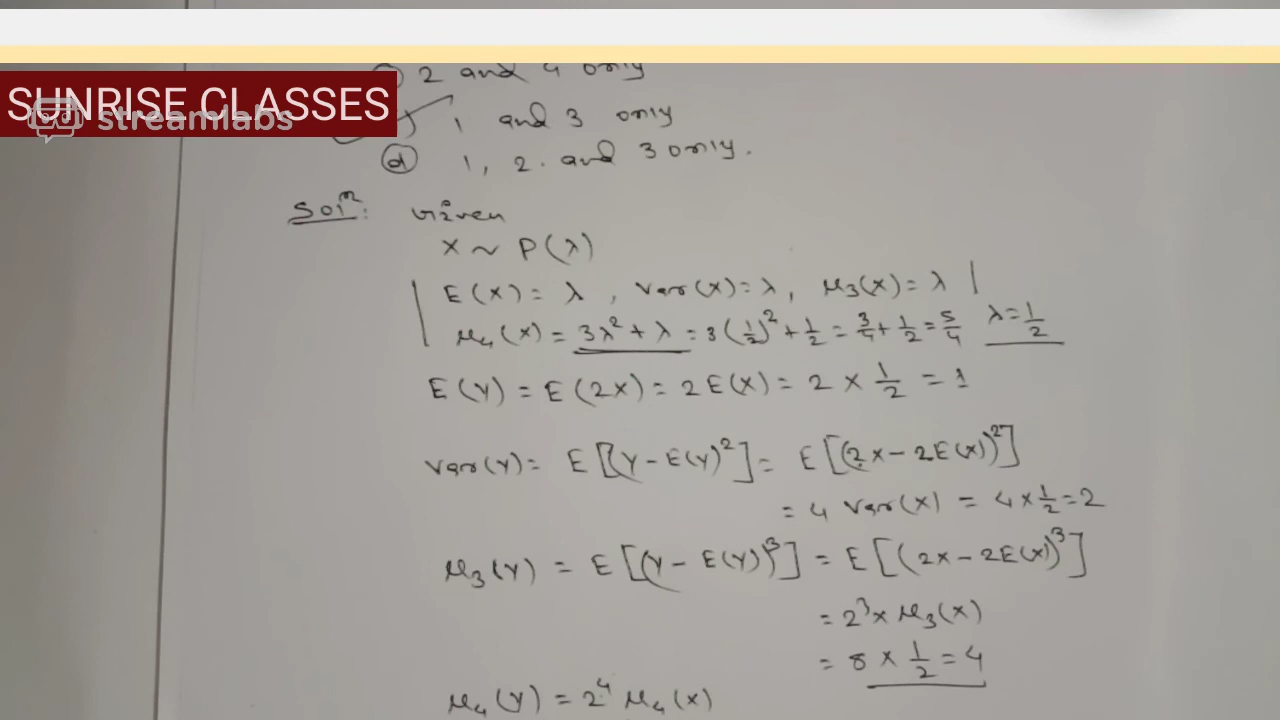 2 and 4 only
SUNRISE CLASSES
streamlabs
1 and 3 only
(d) 1, 2. and 3 only.
Solⁿ: Given
X ~ P(λ)
E(X) = λ, Var(X) = λ, μ₃(X) = λ
μ₄(X) = 3λ² + λ = 3(1/2)² + 1/2 = 3/4 + 1/2 = 5/4 λ = 1/2
E(Y) = E(2X) = 2E(X) = 2 × 1/2 = 1
Var(Y) = E[(Y - E(Y)²] = E[(2X - 2E(X))²]
= 4 Var(X) = 4 × 1/2 = 2
μ₃(Y) = E[(Y - E(Y))³] = E[(2X - 2E(X))³]
= 2³ × μ₃(X)
= 8 × 1/2 = 4
μ₄(Y) = 2⁴ μ₄(X)